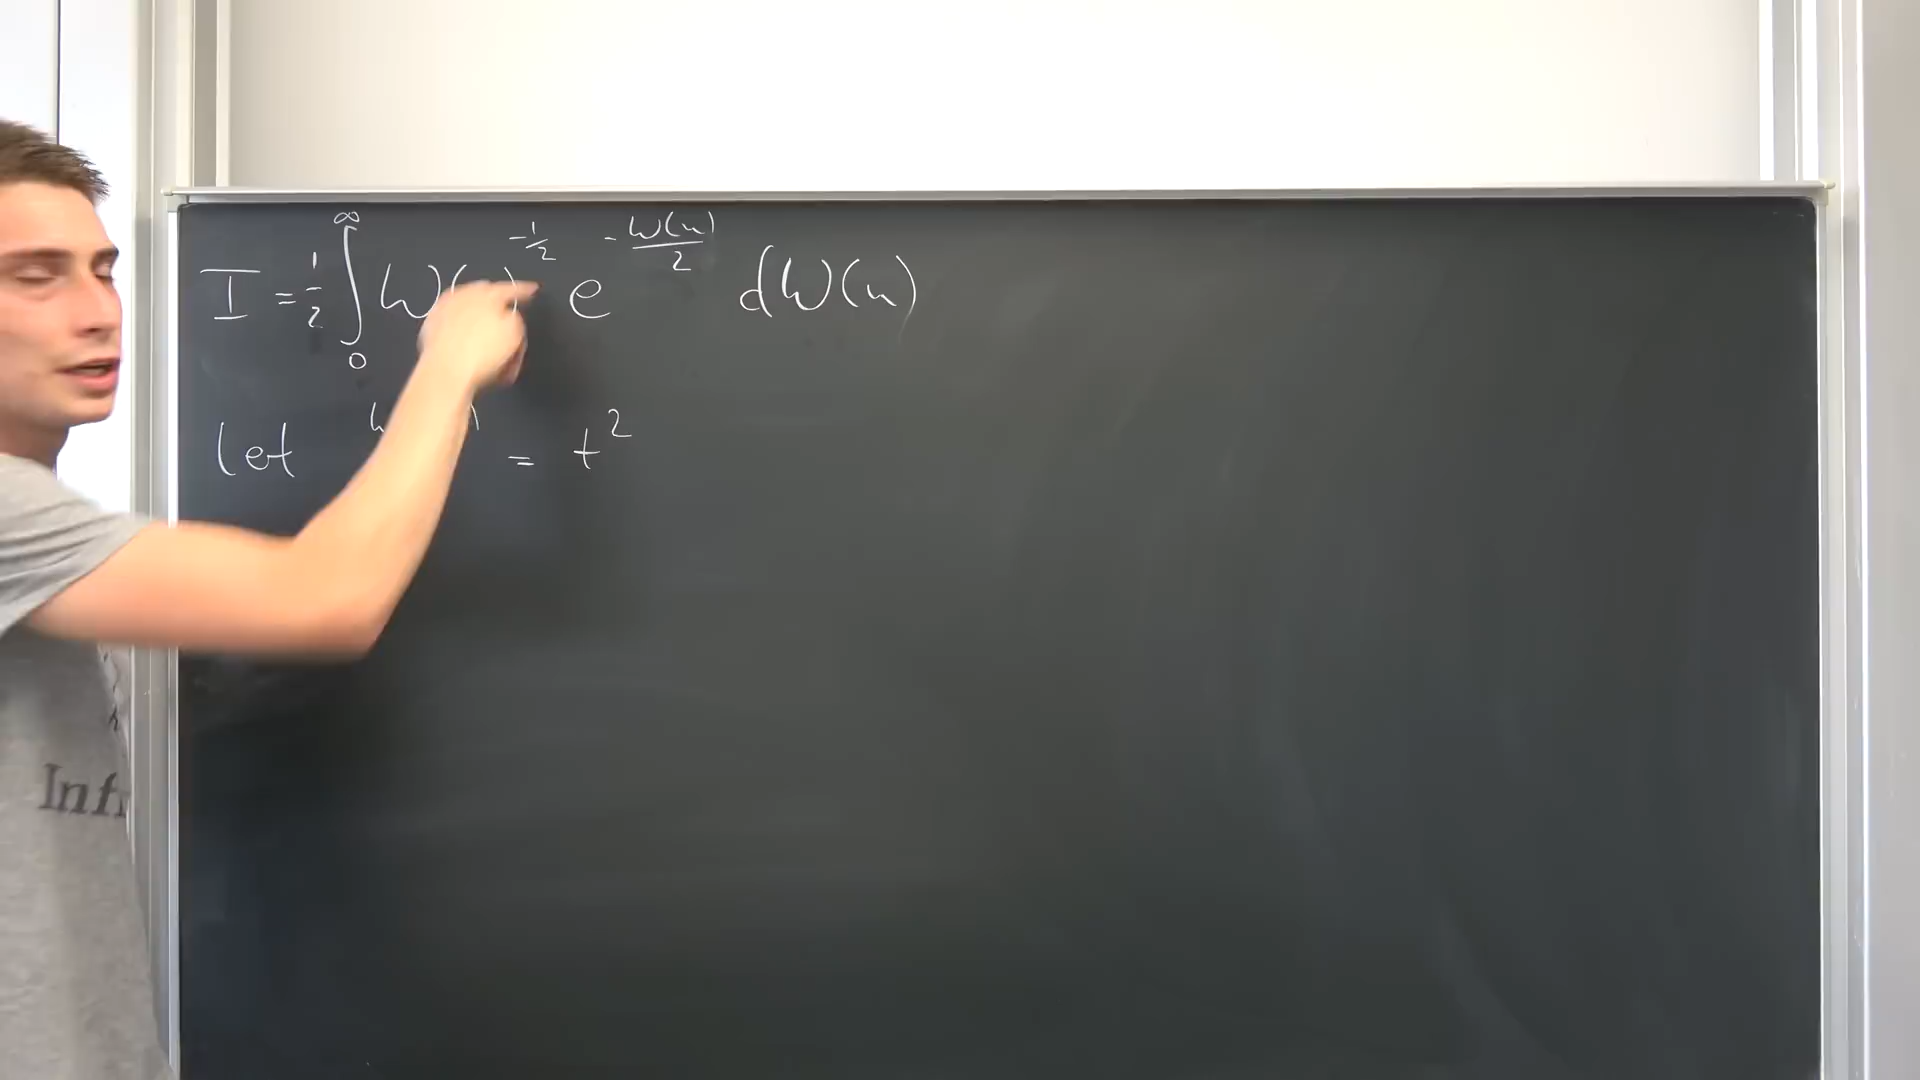 I = 1/2 ∫₀^∞ W( )^{-1/2} e^{-W(u)/2} dW(u)
let = t²
Infi